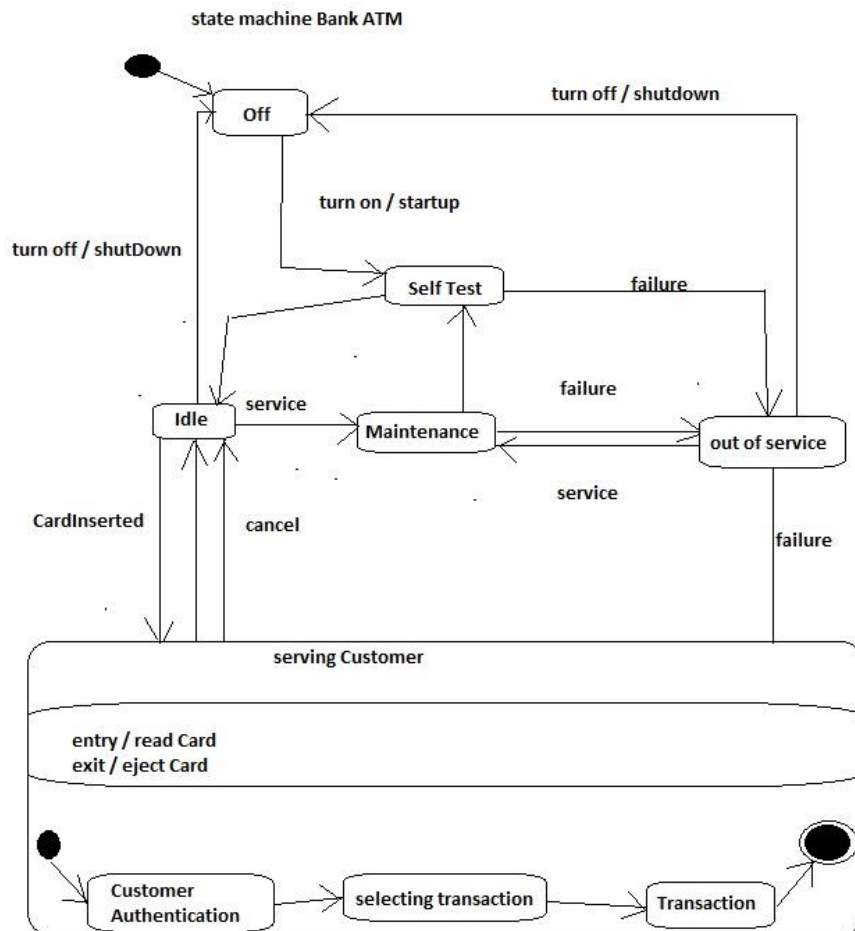 state machine Bank ATM
Off
turn off / shutdown
turn on / startup
turn off / shutDown
Self Test
failure
Idle
service
Maintenance
failure
out of service
service
CardInserted
cancel
failure
serving Customer
entry / read Card
exit / eject Card
Customer
Authentication
selecting transaction
Transaction